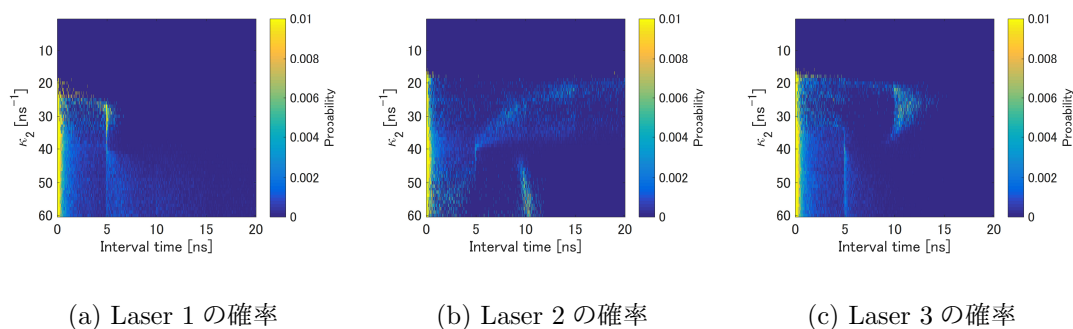 0.01
0.008
0.006
0.004
0.002
0
Probability
10
20
30
40
50
60
κ2 [ns-1]
0 5 10 15 20
Interval time [ns]
0.01
0.008
0.006
0.004
0.002
0
Probability
10
20
30
40
50
60
κ2 [ns-1]
0 5 10 15 20
Interval time [ns]
0.01
0.008
0.006
0.004
0.002
0
Probability
10
20
30
40
50
60
κ2 [ns-1]
0 5 10 15 20
Interval time [ns]
(a) Laser 1 の確率
(b) Laser 2 の確率
(c) Laser 3 の確率